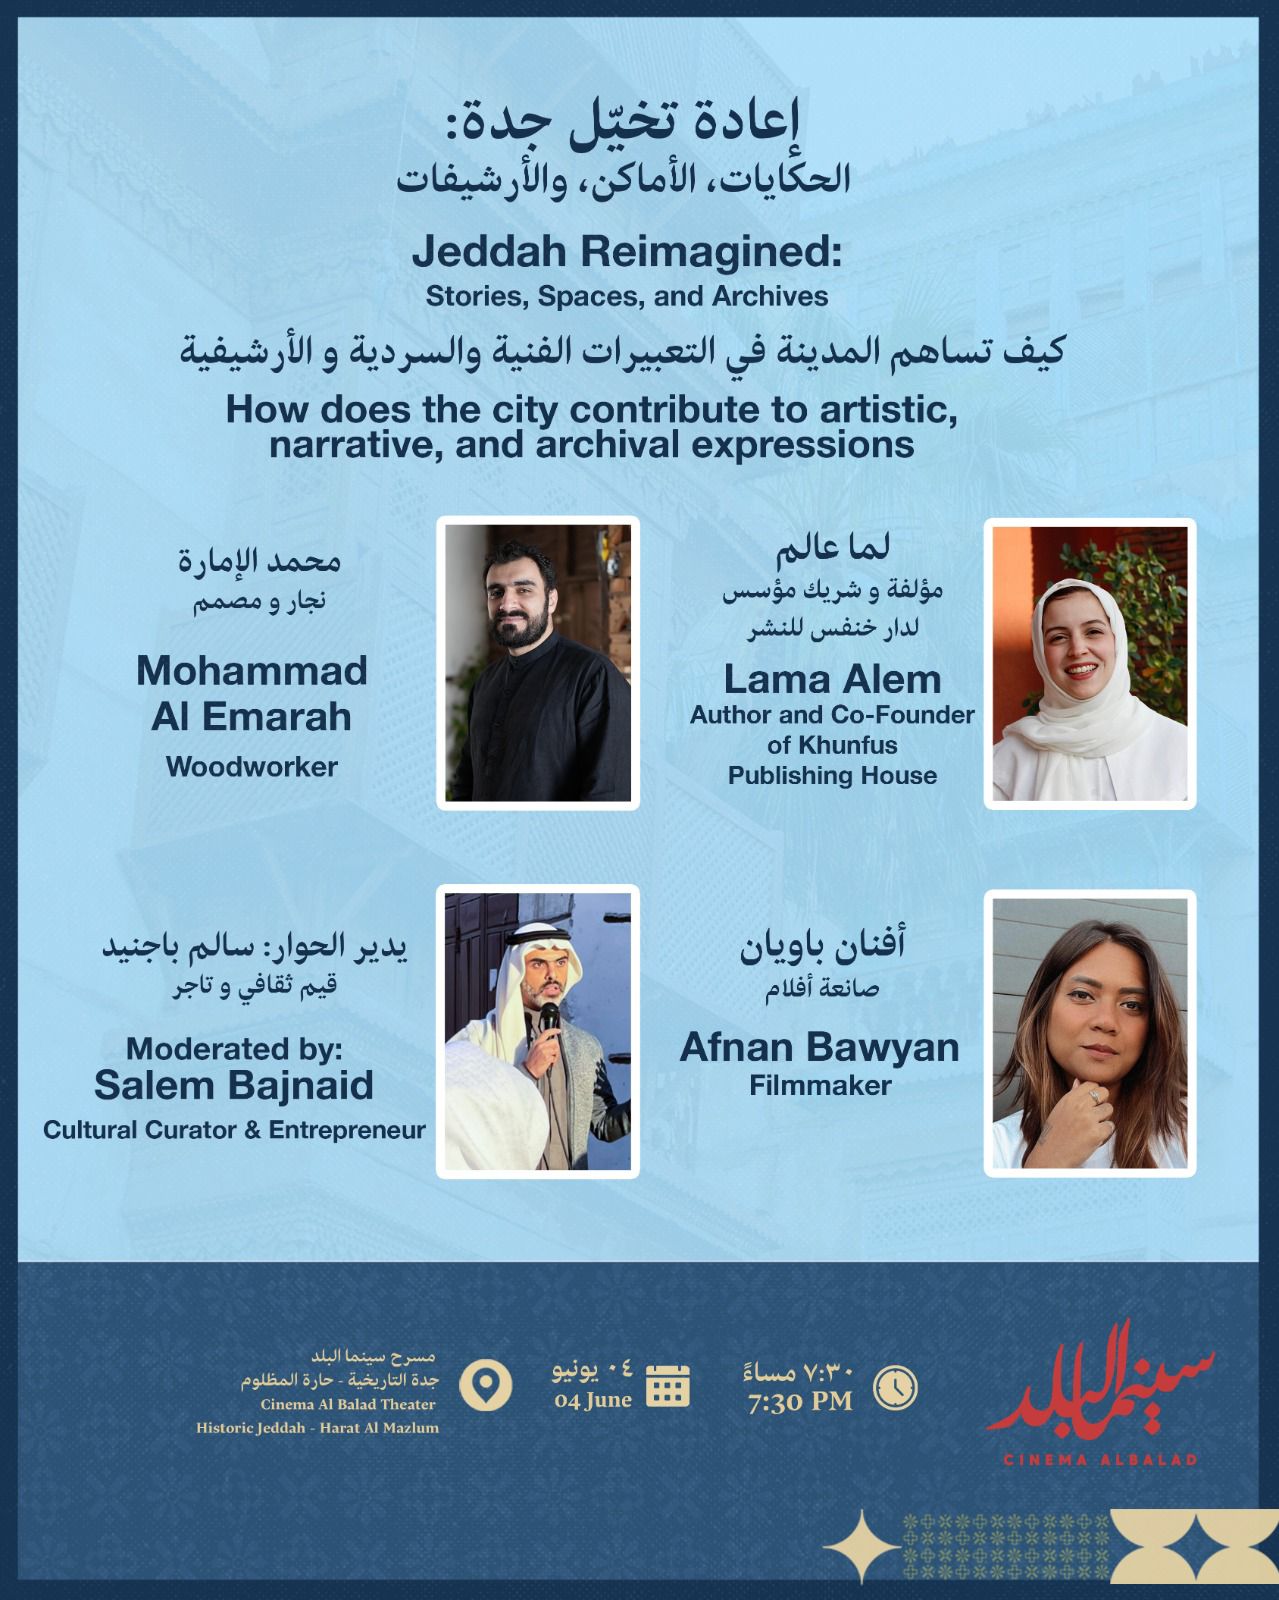 إعادة تخيّل جدة:
الحكايات، الأماكن، والأرشيفات
Jeddah Reimagined:
Stories, Spaces, and Archives
كيف تساهم المدينة في التعبيرات الفنية والسردية و الأرشيفية
How does the city contribute to artistic,
narrative, and archival expressions
لما عالم
مؤلفة و شريك مؤسس
لدار خنفس للنشر
Lama Alem
Author and Co-Founder
of Khunfus
Publishing House
محمد الإمارة
نجار و مصمم
Mohammad
Al Emarah
Woodworker
أفنان باويان
صانعة أفلام
Afnan Bawyan
Filmmaker
يدير الحوار: سالم باجنيد
قيم ثقافي و تاجر
Moderated by:
Salem Bajnaid
Cultural Curator & Entrepreneur
سينما البلد
CINEMA ALBALAD
٧:٣٠ مساءً
7:30 PM
٠٤ يونيو
04 June
مسرح سينما البلد
جدة التاريخية - حارة المظلوم
Cinema Al Balad Theater
Historic Jeddah - Harat Al Mazlum